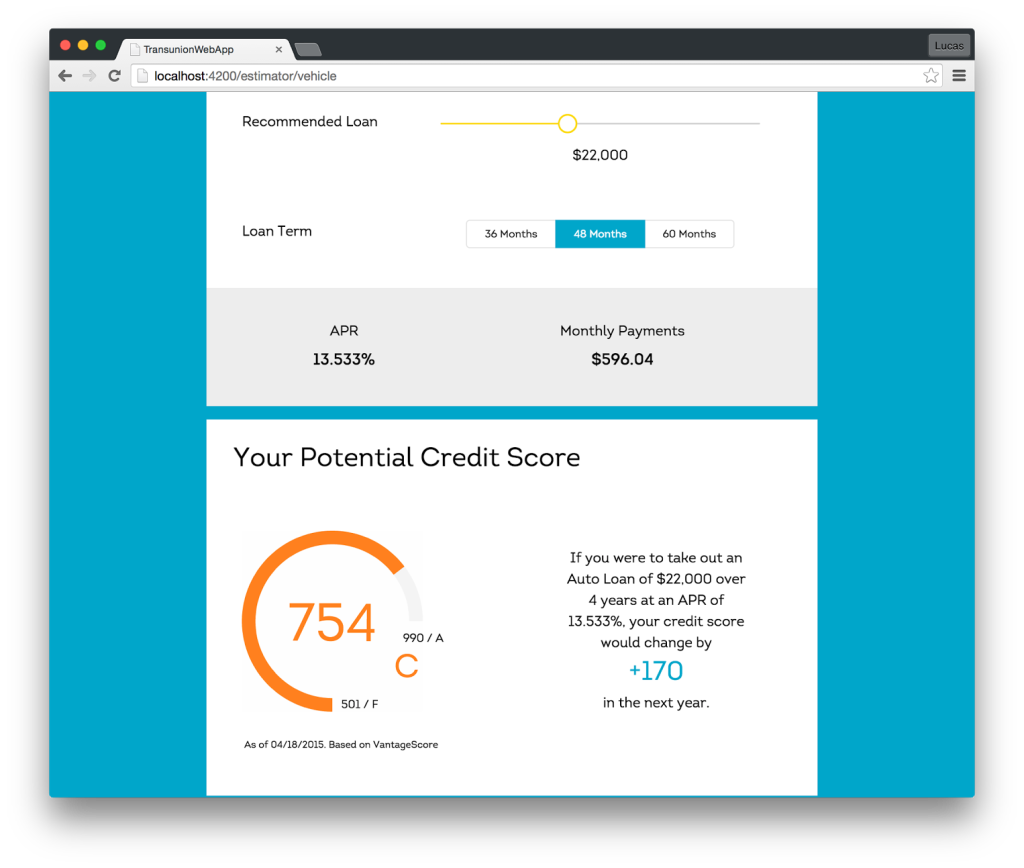 TransunionWebApp
Lucas
localhost:4200/estimator/vehicle
Recommended Loan
$22,000
Loan Term
36 Months 48 Months 60 Months
APR Monthly Payments
13.533% $596.04
Your Potential Credit Score
754
990 / A
C
501 / F
As of 04/18/2015. Based on VantageScore
If you were to take out an
Auto Loan of $22,000 over
4 years at an APR of
13.533%, your credit score
would change by
+170
in the next year.